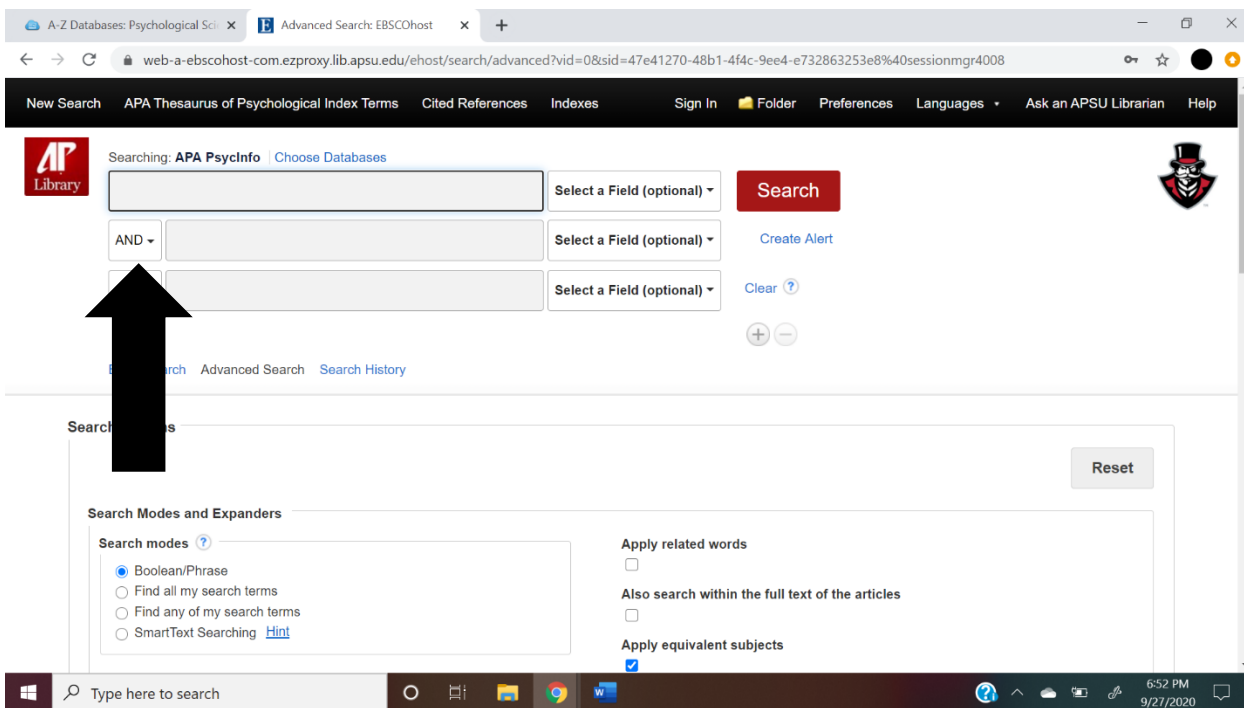 A-Z Databases: Psychological Sci
Advanced Search: EBSCOhost
web-a-ebscohost-com.ezproxy.lib.apsu.edu/ehost/search/advanced?vid=0&sid=47e41270-48b1-4f4c-9ee4-e732863253e8%40sessionmgr4008
New Search APA Thesaurus of Psychological Index Terms Cited References Indexes Sign In Folder Preferences Languages Ask an APSU Librarian Help
AP
Library
Searching: APA PsycInfo Choose Databases
Select a Field (optional) Search
AND Select a Field (optional) Create Alert
Select a Field (optional) Clear ?
Advanced Search Search History
Reset
Search Modes and Expanders
Search modes ?
Boolean/Phrase
Find all my search terms
Find any of my search terms
SmartText Searching Hint
Apply related words
Also search within the full text of the articles
Apply equivalent subjects
Type here to search
6:52 PM
9/27/2020